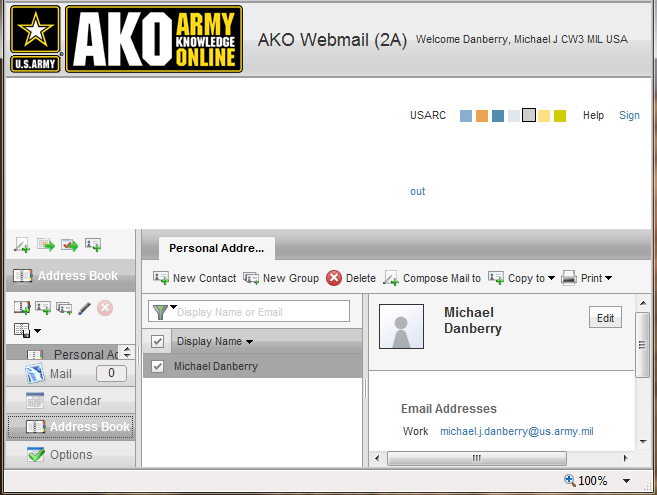 U.S.ARMY
AKO ARMY KNOWLEDGE ONLINE
AKO Webmail (2A) Welcome Danberry, Michael J CW3 MIL USA
USARC Help Sign
out
Personal Addre...
Address Book
New Contact New Group Delete Compose Mail to Copy to Print
Display Name or Email
Michael
Danberry
Edit
Display Name
Personal Ad
Michael Danberry
Mail 0
Calendar
Email Addresses
Address Book
Work michael.j.danberry@us.army.mil
Options
100%